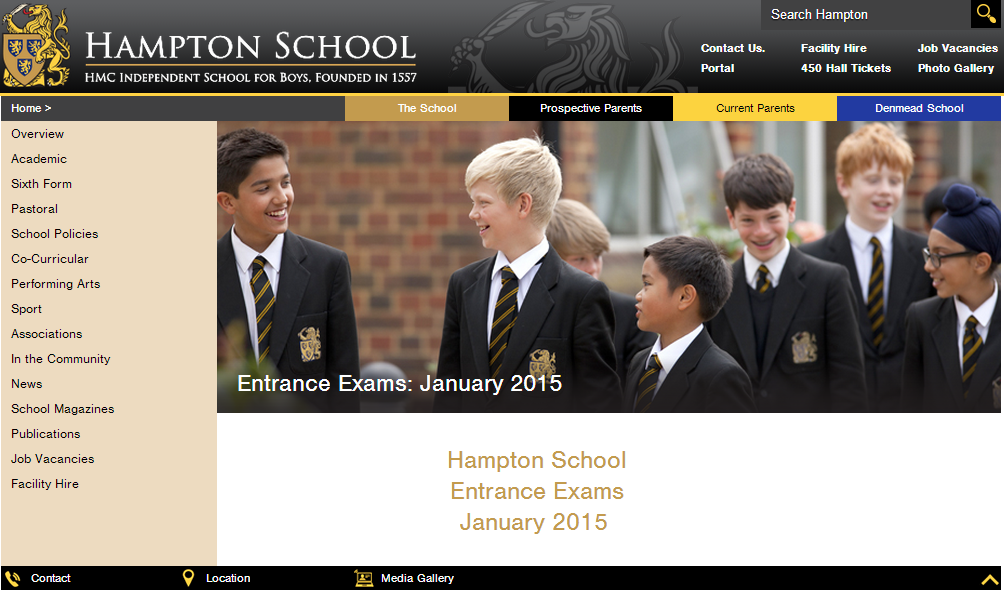 HAMPTON SCHOOL
HMC INDEPENDENT SCHOOL FOR BOYS, FOUNDED IN 1557
Search Hampton
Contact Us. Facility Hire Job Vacancies
Portal 450 Hall Tickets Photo Gallery
Home > The School Prospective Parents Current Parents Denmead School
Overview
Academic
Sixth Form
Pastoral
School Policies
Co-Curricular
Performing Arts
Sport
Associations
In the Community
News
School Magazines
Publications
Job Vacancies
Facility Hire
Entrance Exams: January 2015
Hampton School
Entrance Exams
January 2015
Contact Location Media Gallery